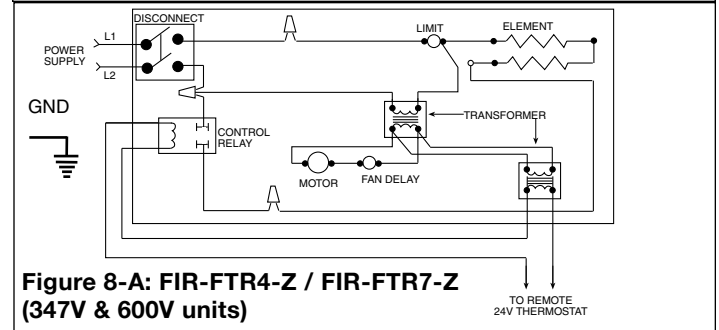 DISCONNECT
L1
POWER
SUPPLY
L2
LIMIT
ELEMENT
GND
TRANSFORMER
CONTROL
RELAY
MOTOR
FAN DELAY
Figure 8-A: FIR-FTR4-Z / FIR-FTR7-Z
(347V & 600V units)
TO REMOTE
24V THERMOSTAT